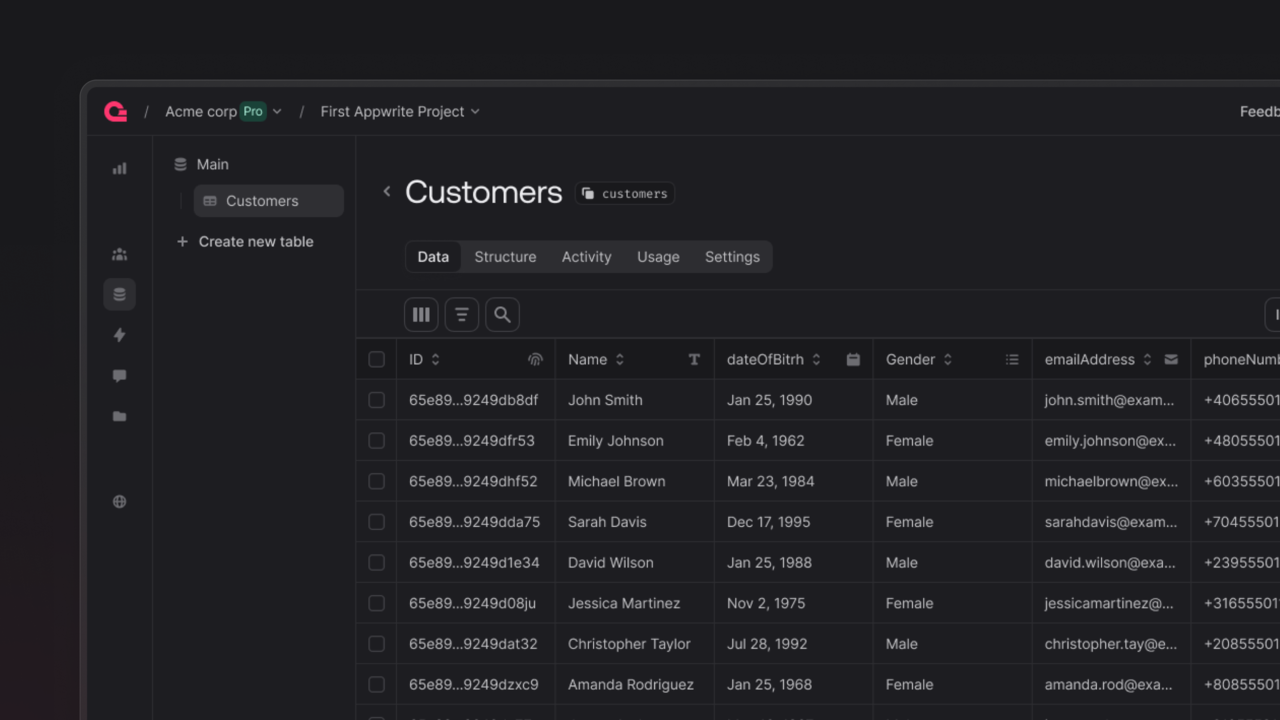 / Acme corp Pro / First Appwrite Project Feedb
Main
Customers
Create new table
Customers customers
Data Structure Activity Usage Settings
ID Name dateOfBitrh Gender emailAddress phoneNumb
65e89...9249db8df John Smith Jan 25, 1990 Male john.smith@exam... +40655501
65e89...9249dfr53 Emily Johnson Feb 4, 1962 Female emily.johnson@ex... +48055501
65e89...9249dhf52 Michael Brown Mar 23, 1984 Male michaelbrown@ex... +60355501
65e89...9249dda75 Sarah Davis Dec 17, 1995 Female sarahdavis@exam... +70455501
65e89...9249d1e34 David Wilson Jan 25, 1988 Male david.wilson@exa... +23955501
65e89...9249d08ju Jessica Martinez Nov 2, 1975 Female jessicamartinez@... +31655501
65e89...9249dat32 Christopher Taylor Jul 28, 1992 Male christopher.tay@e... +20855501
65e89...9249dzxc9 Amanda Rodriguez Jan 25, 1968 Female amanda.rod@exa... +80855501